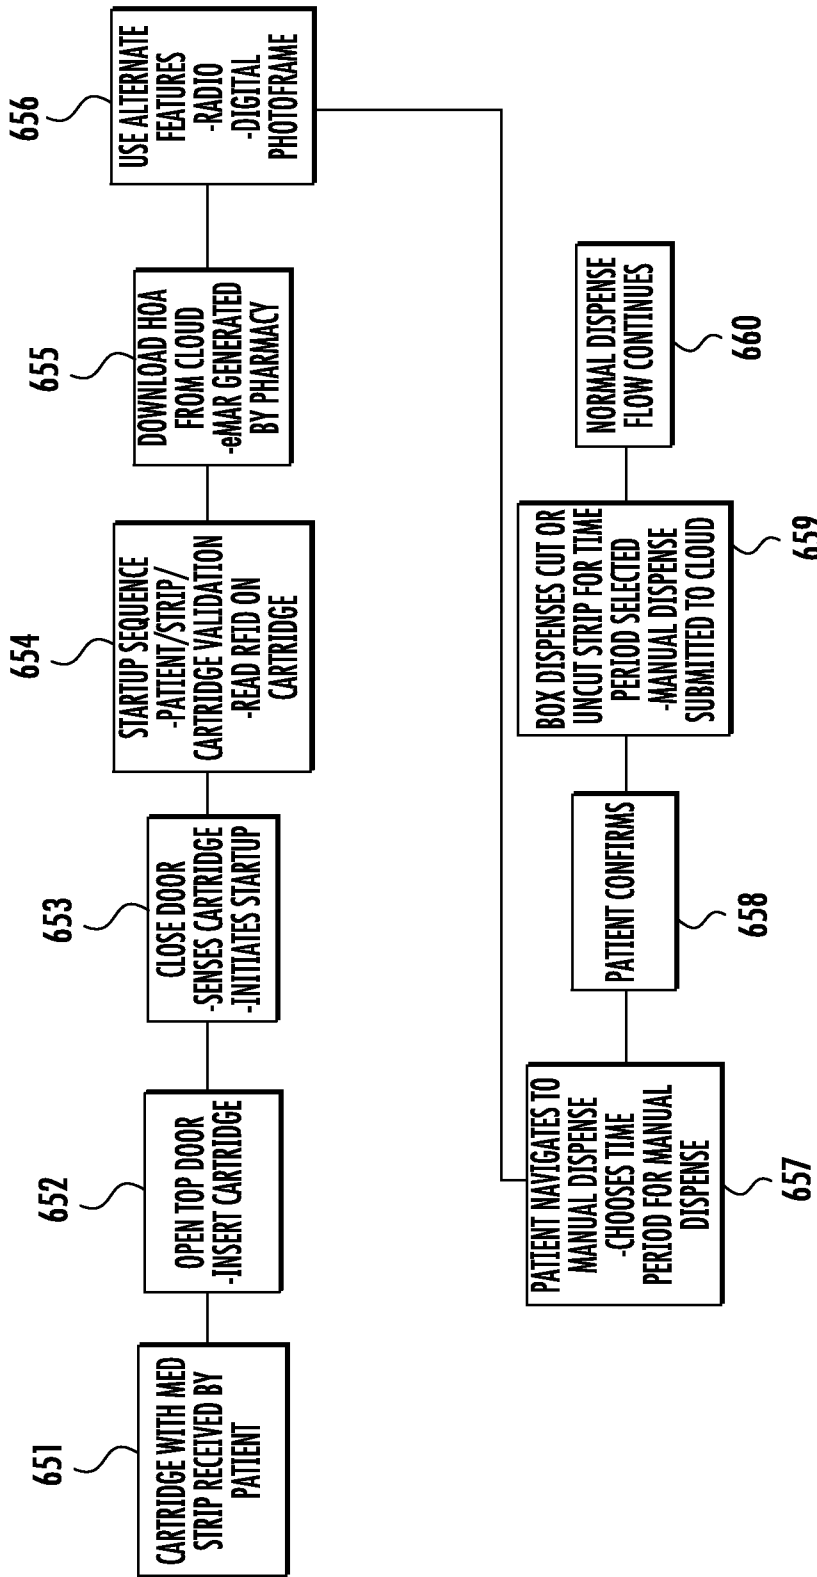 651
CARTRIDGE WITH MED
STRIP RECEIVED BY
PATIENT
652
OPEN TOP DOOR
-INSERT CARTRIDGE
653
CLOSE DOOR
-SENSES CARTRIDGE
-INITIATES STARTUP
654
STARTUP SEQUENCE
-PATIENT/STRIP/
CARTRIDGE VALIDATION
-READ RFID ON
CARTRIDGE
655
DOWNLOAD HOA
FROM CLOUD
-eMAR GENERATED
BY PHARMACY
656
USE ALTERNATE
FEATURES
-RADIO
-DIGITAL
PHOTOFRAME
PATIENT NAVIGATES TO
MANUAL DISPENSE
-CHOOSES TIME
PERIOD FOR MANUAL
DISPENSE
657
PATIENT CONFIRMS
658
BOX DISPENSES CUT OR
UNCUT STRIP FOR TIME
PERIOD SELECTED
-MANUAL DISPENSE
SUBMITTED TO CLOUD
659
NORMAL DISPENSE
FLOW CONTINUES
660